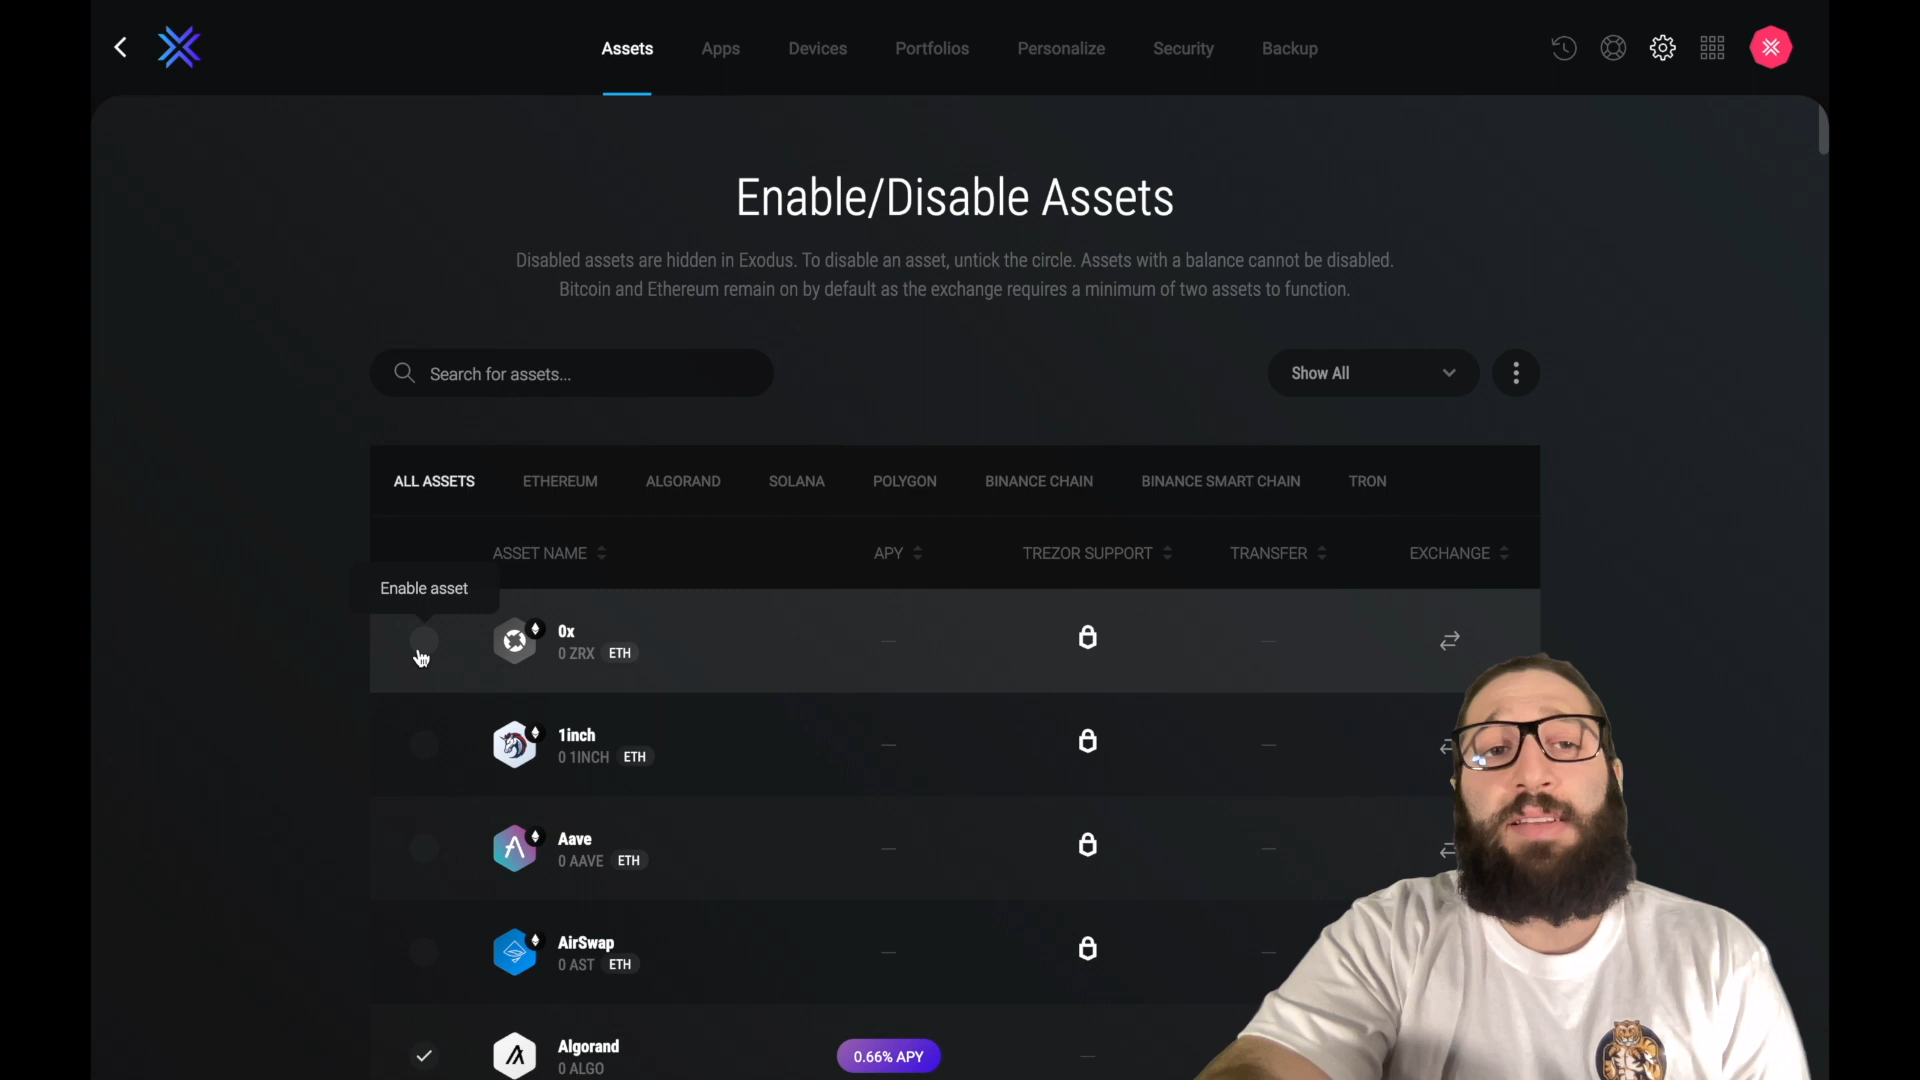 Assets
Apps
Devices
Portfolios
Personalize
Security
Backup
Enable/Disable Assets
Disabled assets are hidden in Exodus. To disable an asset, untick the circle. Assets with a balance cannot be disabled.
Bitcoin and Ethereum remain on by default as the exchange requires a minimum of two assets to function.
Search for assets...
Show All
ALL ASSETS
ETHEREUM
ALGORAND
SOLANA
POLYGON
BINANCE CHAIN
BINANCE SMART CHAIN
TRON
ASSET NAME
APY
TREZOR SUPPORT
TRANSFER
EXCHANGE
Enable asset
0x
0 ZRX ETH
1inch
0 1INCH ETH
Aave
0 AAVE ETH
AirSwap
0 AST ETH
Algorand
0 ALGO
0.66% APY